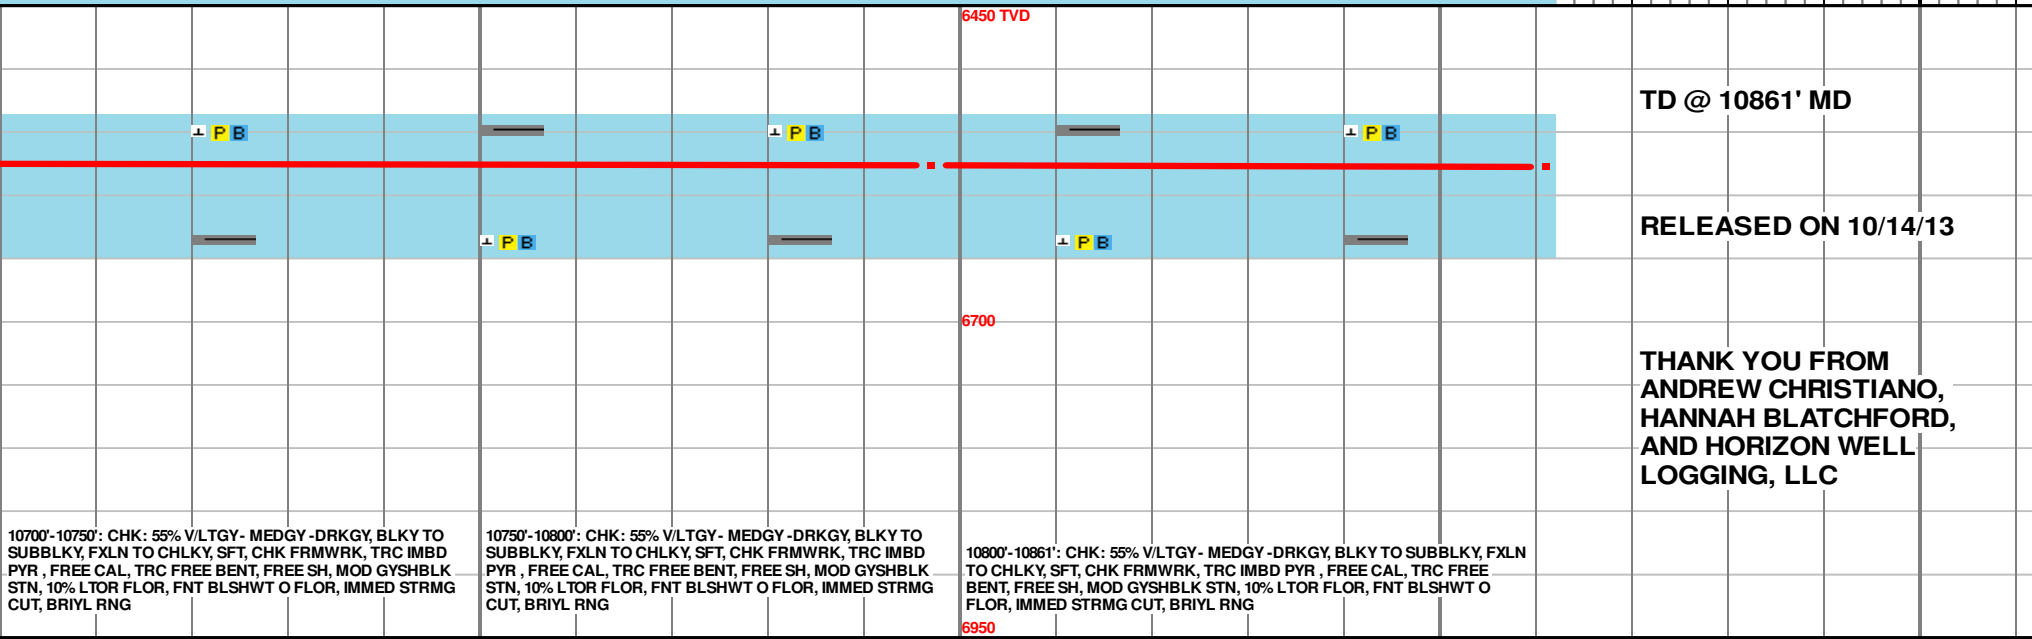 6450 TVD
TD @ 10861' MD
⊥ P B
⊥ P B
⊥ P B
RELEASED ON 10/14/13
⊥ P B
⊥ P B
6700
THANK YOU FROM
ANDREW CHRISTIANO,
HANNAH BLATCHFORD,
AND HORIZON WELL
LOGGING, LLC
10700'-10750': CHK: 55% V/LTGY- MEDGY -DRKGY, BLKY TO
SUBBLKY, FXLN TO CHLKY, SFT, CHK FRMWRK, TRC IMBD
PYR , FREE CAL, TRC FREE BENT, FREE SH, MOD GYSHBLK
STN, 10% LTOR FLOR, FNT BLSHWT O FLOR, IMMED STRMG
CUT, BRIYL RNG
10750'-10800': CHK: 55% V/LTGY- MEDGY -DRKGY, BLKY TO
SUBBLKY, FXLN TO CHLKY, SFT, CHK FRMWRK, TRC IMBD
PYR , FREE CAL, TRC FREE BENT, FREE SH, MOD GYSHBLK
STN, 10% LTOR FLOR, FNT BLSHWT O FLOR, IMMED STRMG
CUT, BRIYL RNG
10800'-10861': CHK: 55% V/LTGY- MEDGY -DRKGY, BLKY TO SUBBLKY, FXLN
TO CHLKY, SFT, CHK FRMWRK, TRC IMBD PYR , FREE CAL, TRC FREE
BENT, FREE SH, MOD GYSHBLK STN, 10% LTOR FLOR, FNT BLSHWT O
FLOR, IMMED STRMG CUT, BRIYL RNG
6950